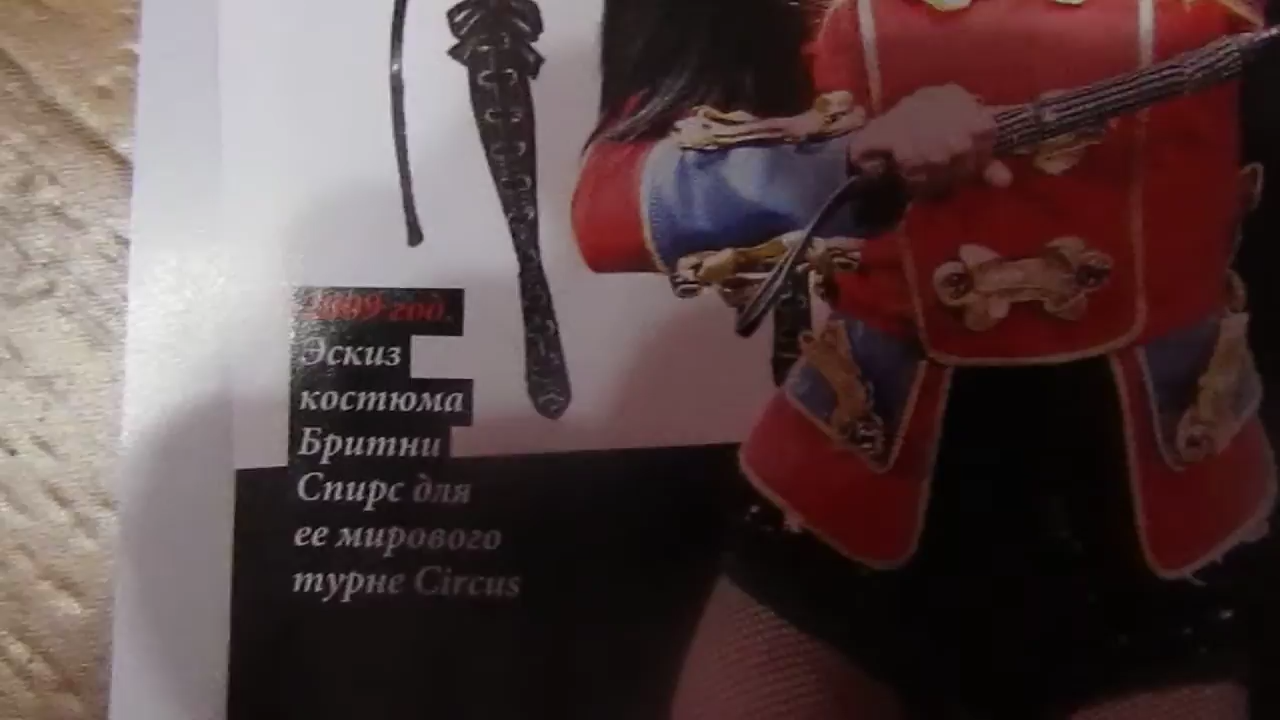 2009 год.
Эскиз
костюма
Бритни
Спирс для
ее мирового
турне Circus